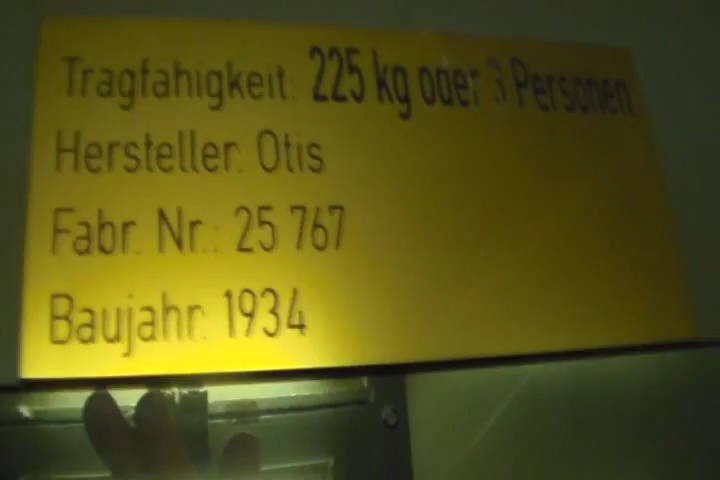 Tragfahigkeit: 225 kg oder 3 Personen
Hersteller: Otis
Fabr. Nr.: 25 767
Baujahr: 1934